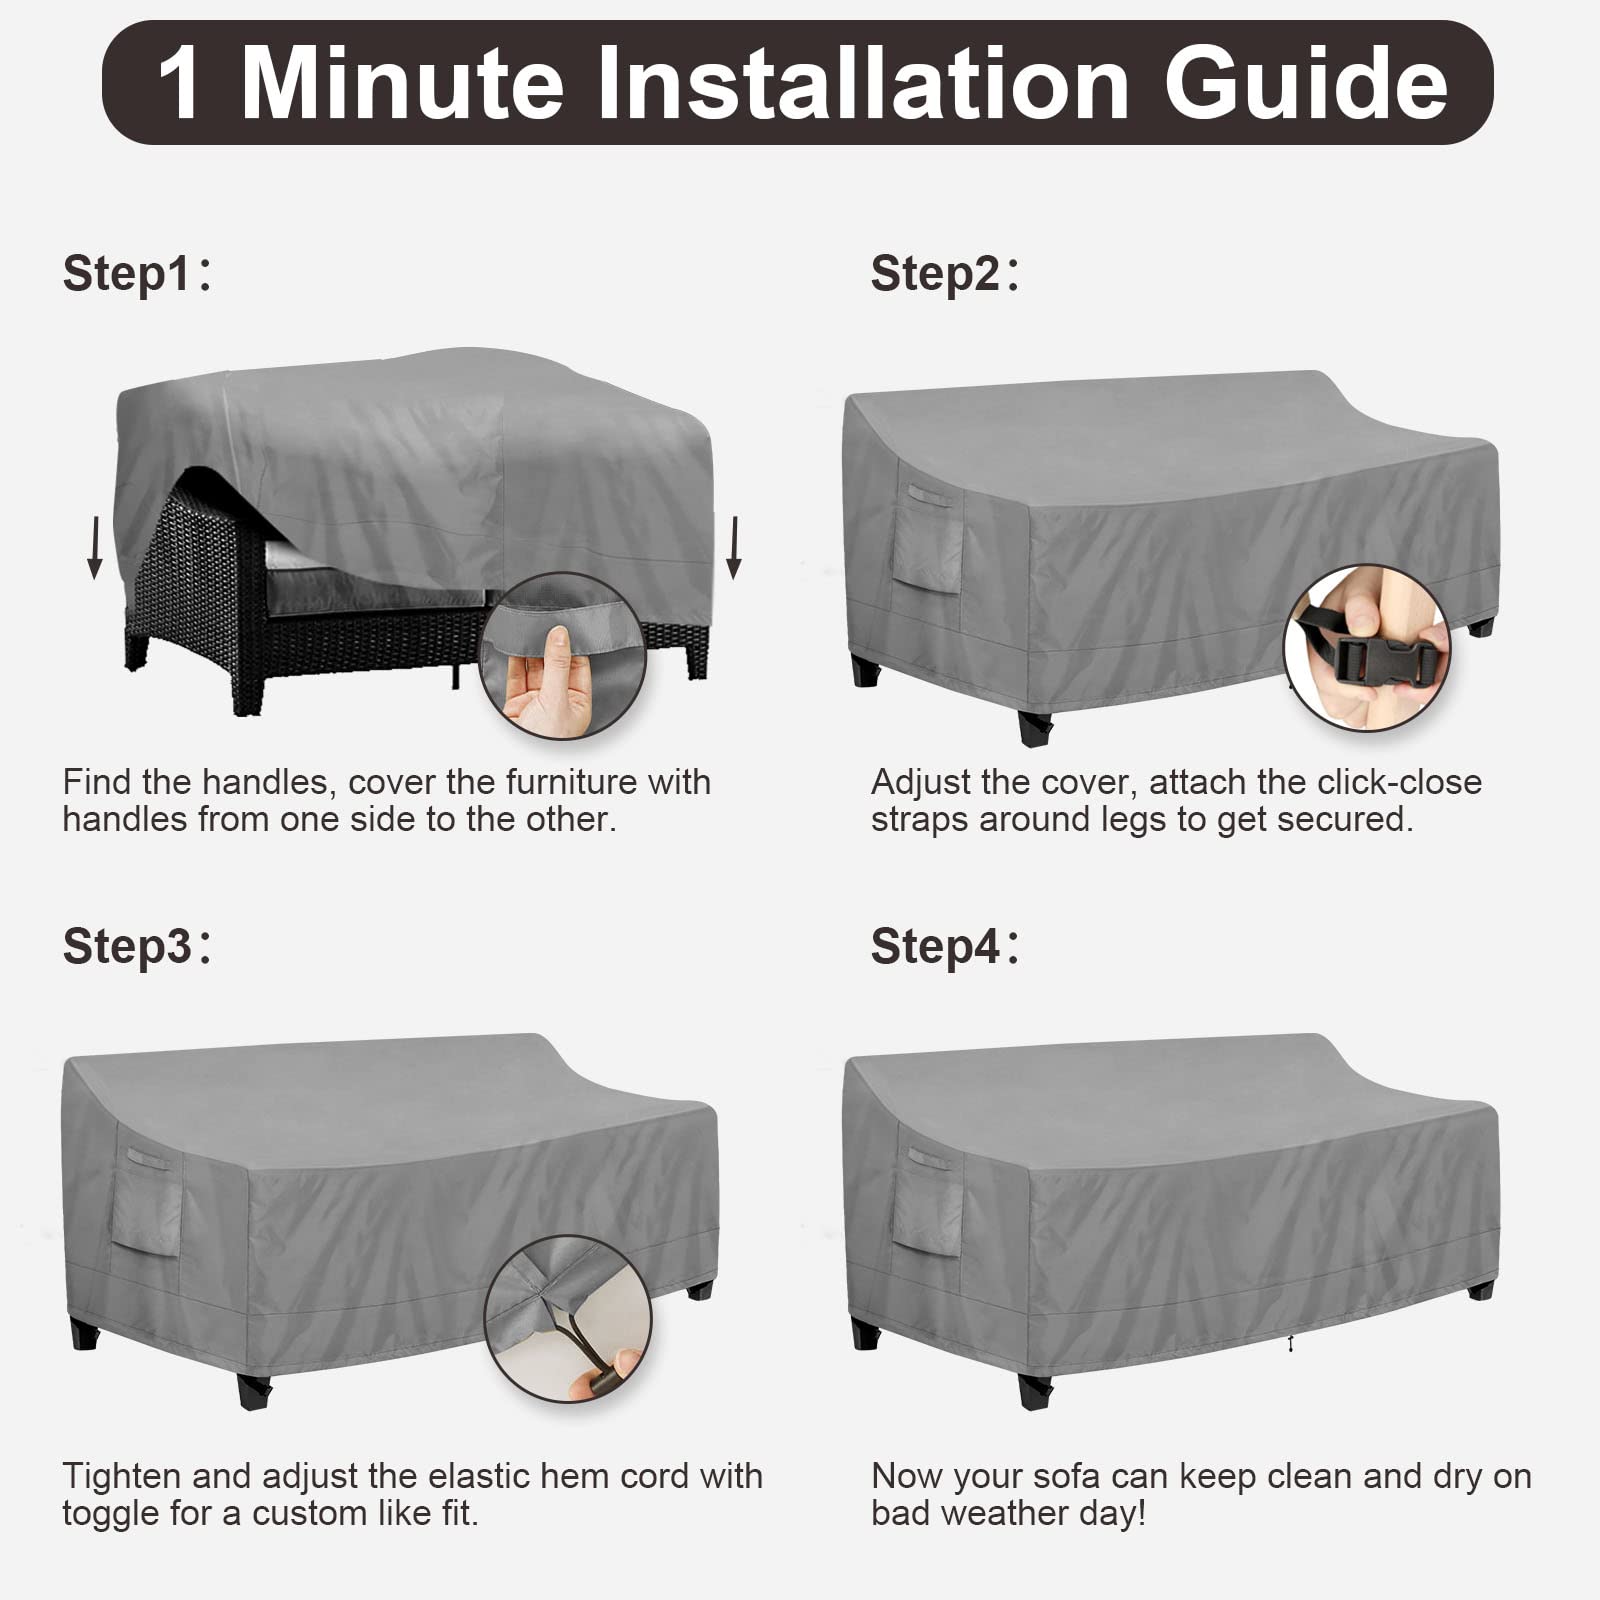 1 Minute Installation Guide
Step1：
Find the handles, cover the furniture with
handles from one side to the other.
Step2：
Adjust the cover, attach the click-close
straps around legs to get secured.
Step3：
Tighten and adjust the elastic hem cord with
toggle for a custom like fit.
Step4：
Now your sofa can keep clean and dry on
bad weather day!